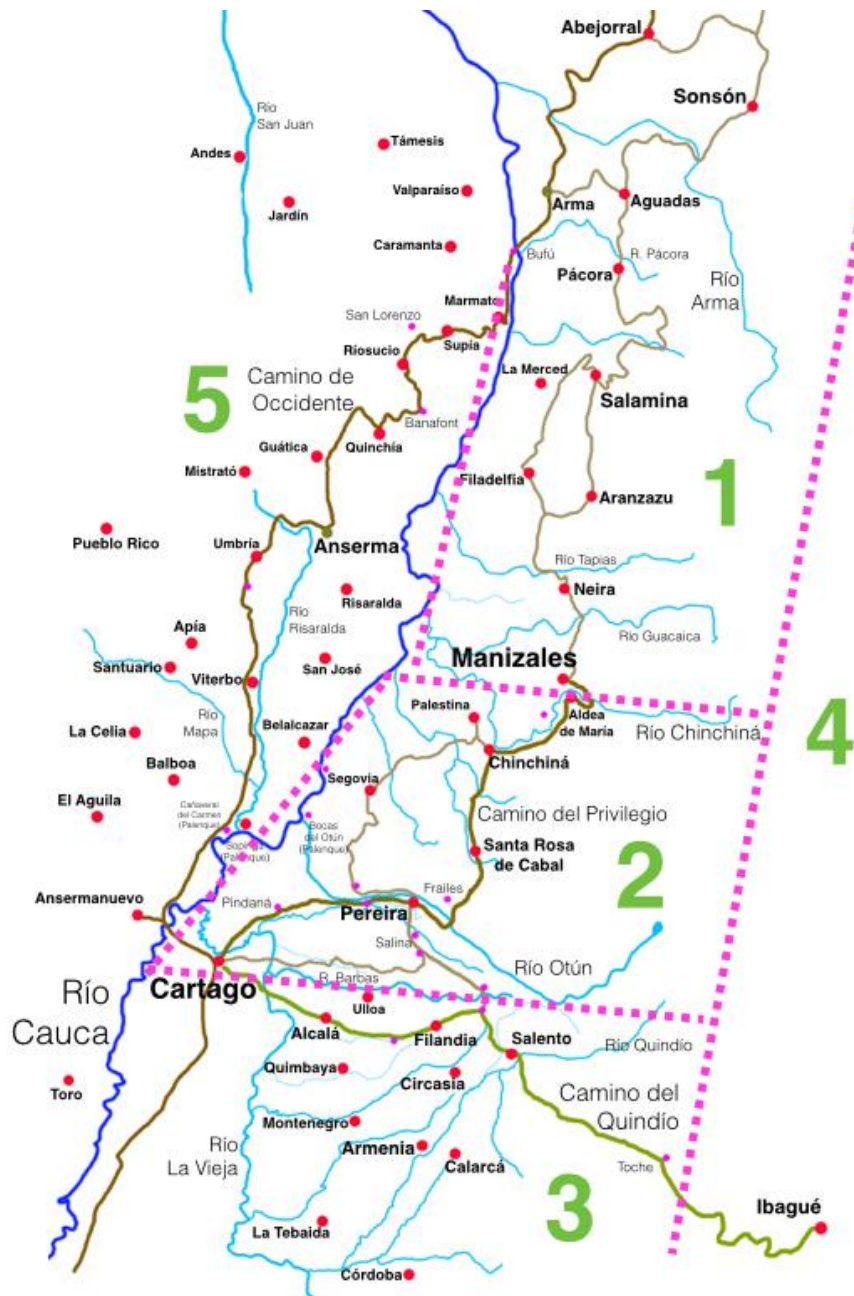 Abejorral
Sonsón
Río
San Juan
Andes
Támesis
Jardín
Valparaíso
Arma
Aguadas
Caramanta
Bufú
R. Pácora
Pácora
Río
Arma
Marmato
San Lorenzo
Supía
Riosucio
La Merced
5
Camino de
Occidente
Salamina
Banafont
Guática
Quinchía
Mistrató
Filadelfia
Aranzazu
1
Pueblo Rico
Umbría
Anserma
Río Tapias
Neira
Risaralda
Río
Risaralda
Apía
Río Guacaica
Santuario
Viterbo
San José
Manizales
Palestina
Aldea
de María
Río Chinchiná
4
Río
Mapa
La Celia
Belalcazar
Chinchiná
Balboa
Segovia
El Aguila
Cañaveral
del Carmen
(Palenque)
Bocas
del Otún
(Palenque)
(Palenque)
Camino del Privilegio
Santa Rosa
de Cabal
2
Ansermanuevo
Pindaná
Frailes
Pereira
Salina
Río Otún
R. Barbas
Cartago
Río
Cauca
Ulloa
Alcalá
Filandia
Salento
Río Quindío
Quimbaya
Circasia
Toro
Camino del
Quindío
Montenegro
Río
La Vieja
Armenia
Calarcá
Toche
3
Ibagué
La Tebaida
Córdoba